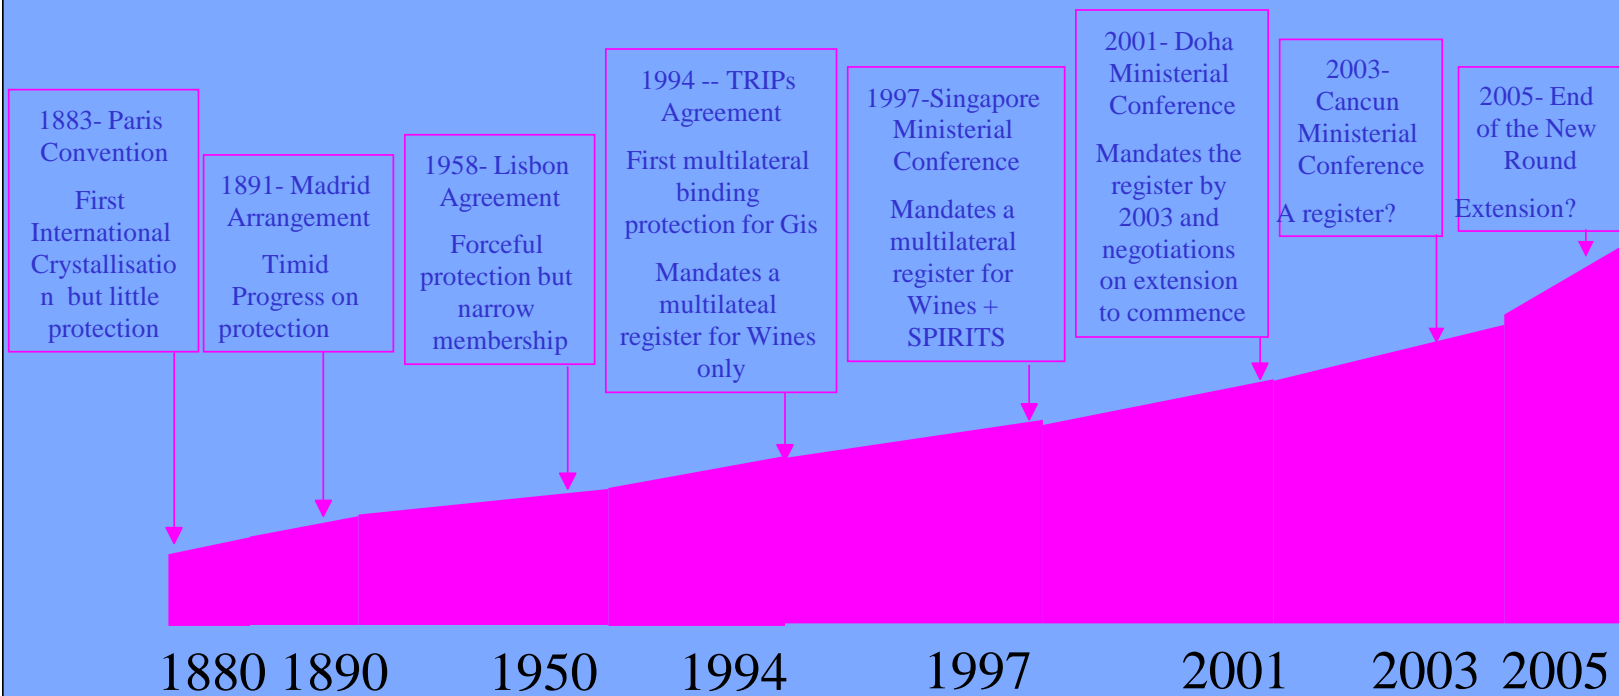 1883- Paris
Convention
First
International
Crystallisatio
n but little
protection
1891- Madrid
Arrangement
Timid
Progress on
protection
1958- Lisbon
Agreement
Forceful
protection but
narrow
membership
1994 -- TRIPs
Agreement
First multilateral
binding
protection for Gis
Mandates a
multilateal
register for Wines
only
1997-Singapore
Ministerial
Conference
Mandates a
multilateral
register for
Wines +
SPIRITS
2001- Doha
Ministerial
Conference
Mandates the
register by
2003 and
negotiations
on extension
to commence
2003-
Cancun
Ministerial
Conference
A register?
2005- End
of the New
Round
Extension?
1880 1890 1950 1994 1997 2001 2003 2005